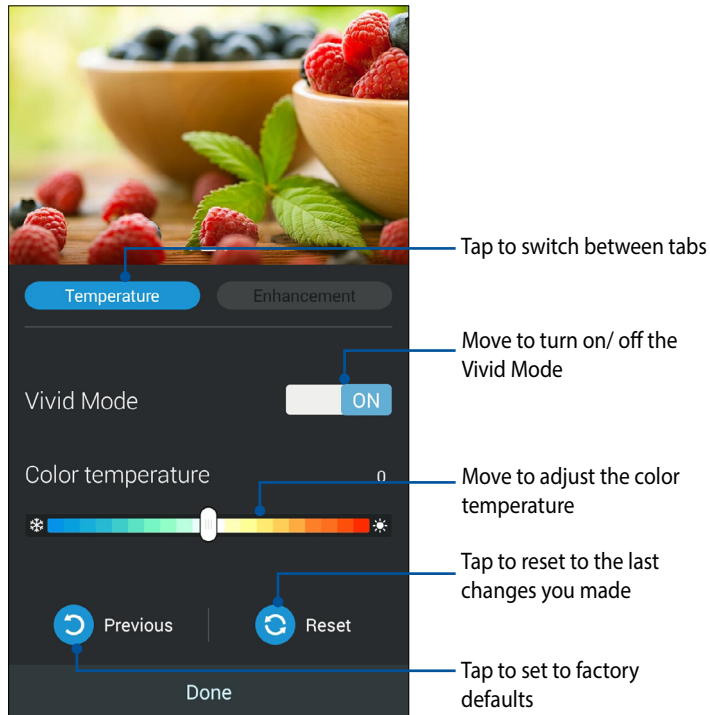 Tap to switch between tabs
Temperature
Enhancement
Move to turn on/ off the
Vivid Mode
Vivid Mode
ON
Color temperature
0
Move to adjust the color
temperature
Tap to reset to the last
changes you made
Previous
Reset
Tap to set to factory
defaults
Done